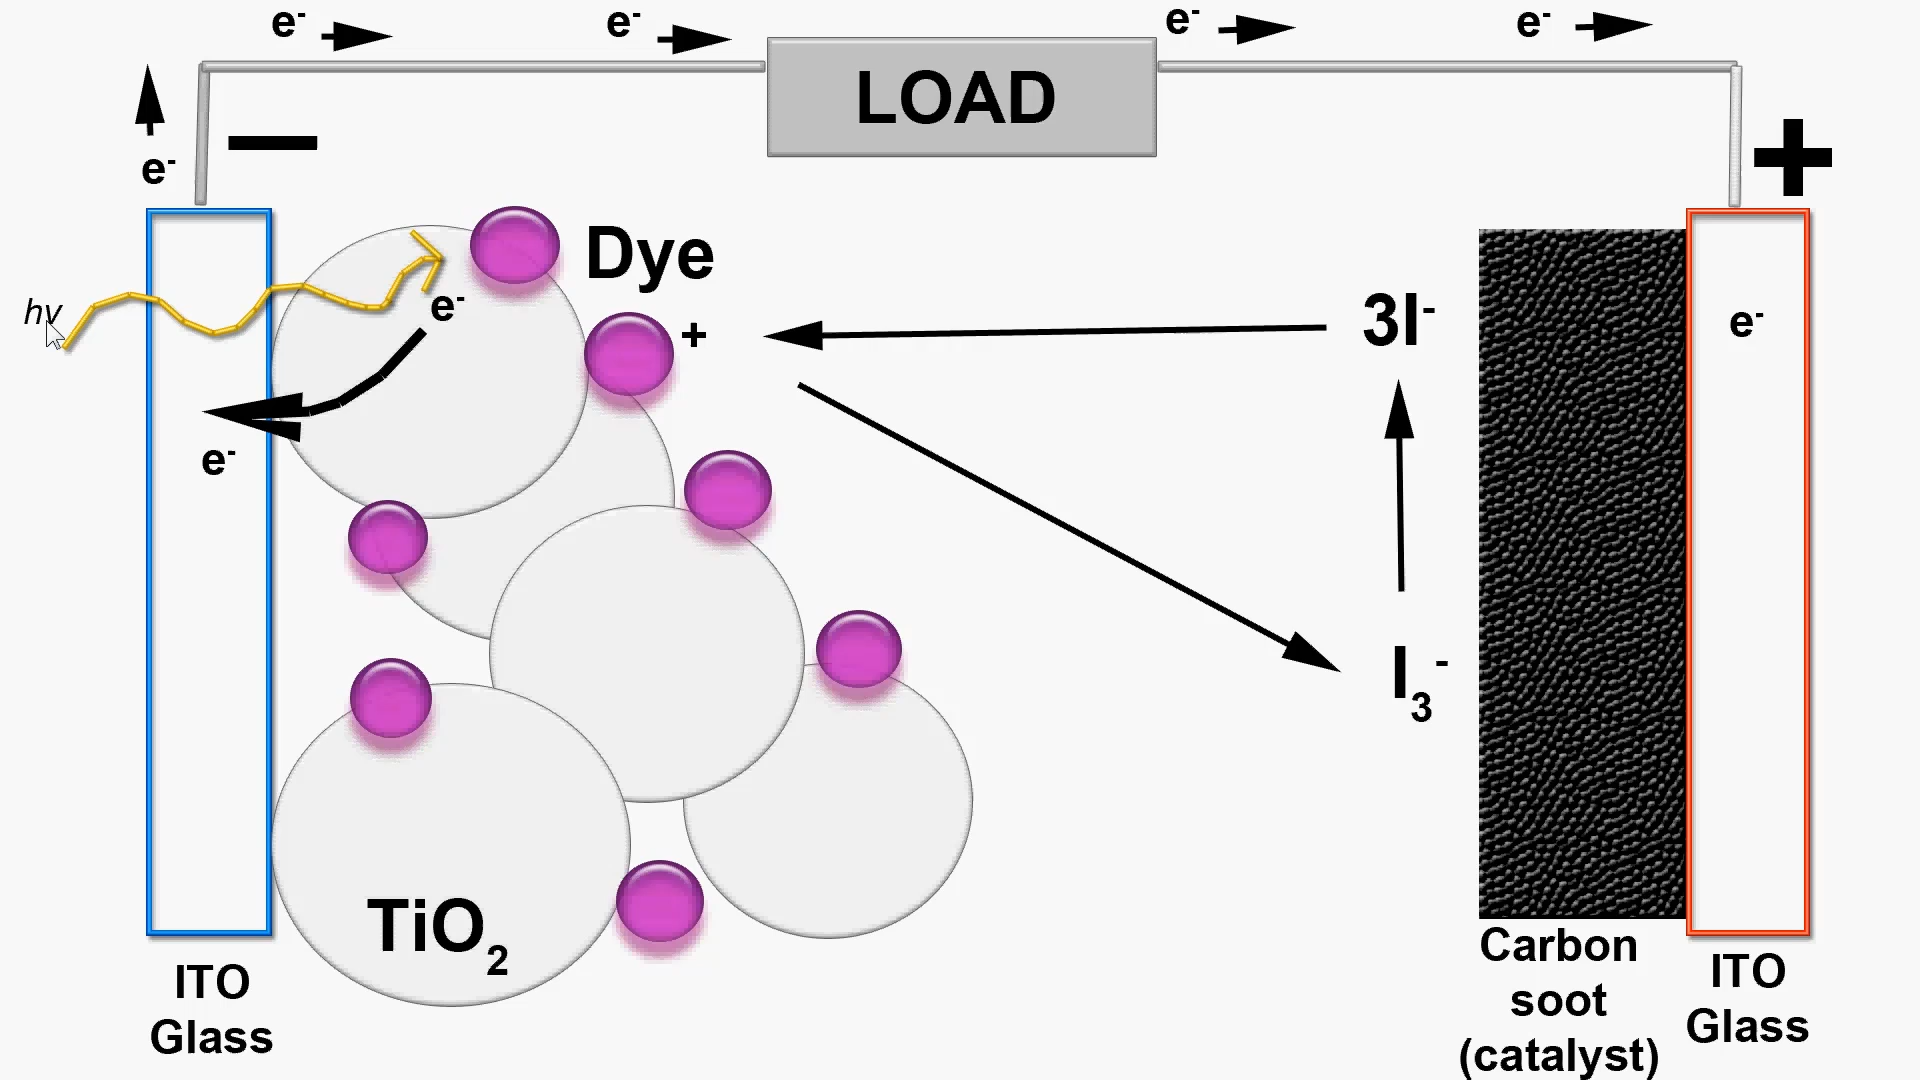 e⁻
e⁻
e⁻
e⁻
LOAD
e⁻
−
+
Dye
hv
e⁻
+
3I⁻
e⁻
e⁻
I₃⁻
TiO₂
Carbon
soot
(catalyst)
ITO
Glass
ITO
Glass